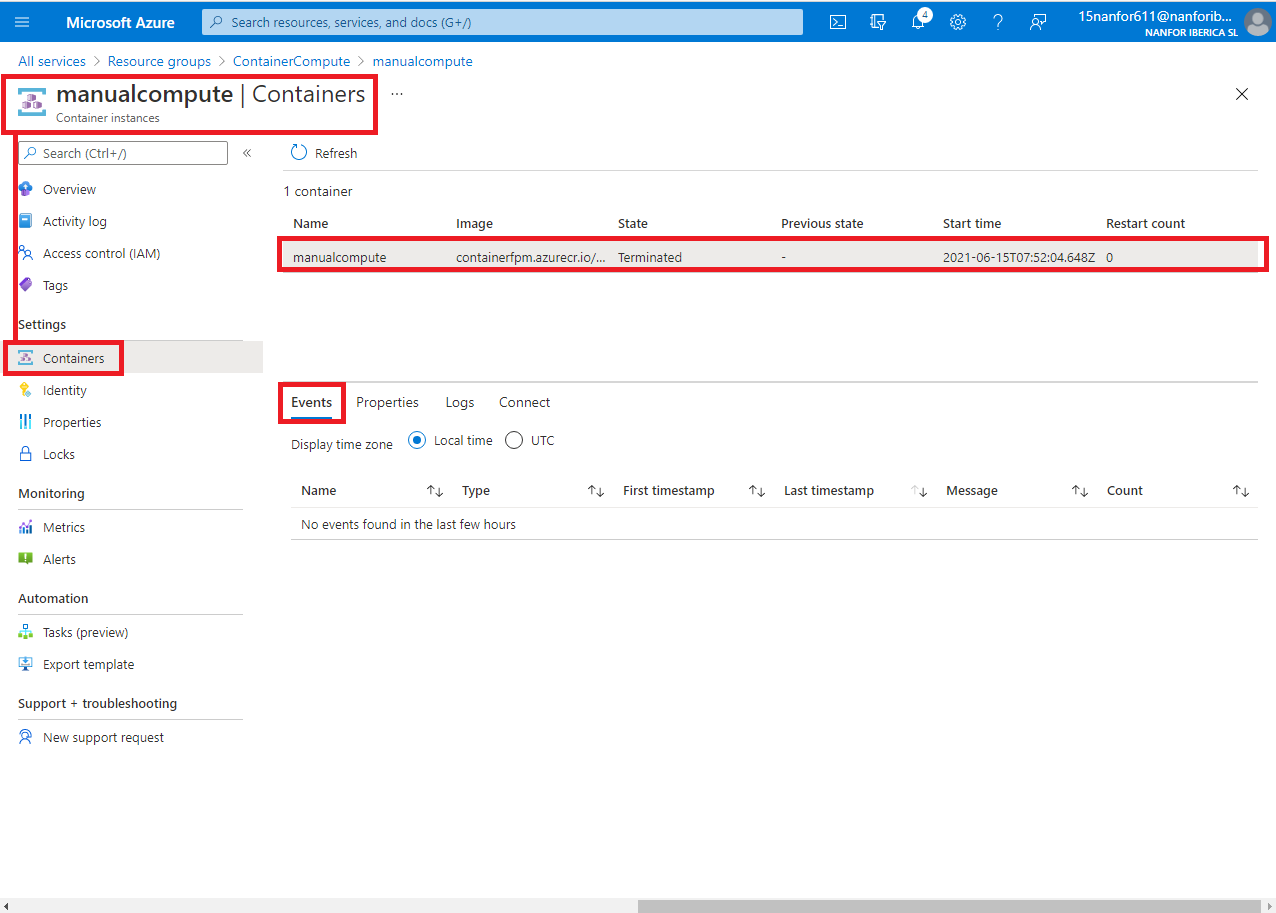 Microsoft Azure
Search resources, services, and docs (G+/)
4
15nanfor611@nanforib...
NANFOR IBERICA SL
All services > Resource groups > ContainerCompute > manualcompute
manualcompute | Containers ...
Container instances
Search (Ctrl+/)
«
Overview
Activity log
Access control (IAM)
Tags
Settings
Containers
Identity
Properties
Locks
Monitoring
Metrics
Alerts
Automation
Tasks (preview)
Export template
Support + troubleshooting
New support request
Refresh
1 container
Name Image State Previous state Start time Restart count
manualcompute containerfpm.azurecr.io/... Terminated - 2021-06-15T07:52:04.648Z 0
Events Properties Logs Connect
Display time zone Local time UTC
Name Type First timestamp Last timestamp Message Count
No events found in the last few hours